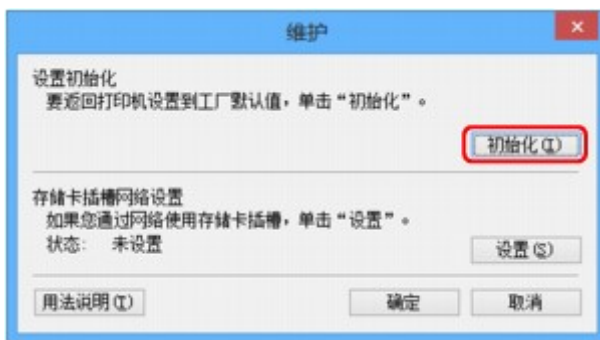 维护
设置初始化
要返回打印机设置到工厂默认值，单击“初始化”。
初始化(I)
存储卡插槽网络设置
如果您通过网络使用存储卡插槽，单击“设置”。
状态: 未设置
设置(S)
用法说明(T)
确定
取消